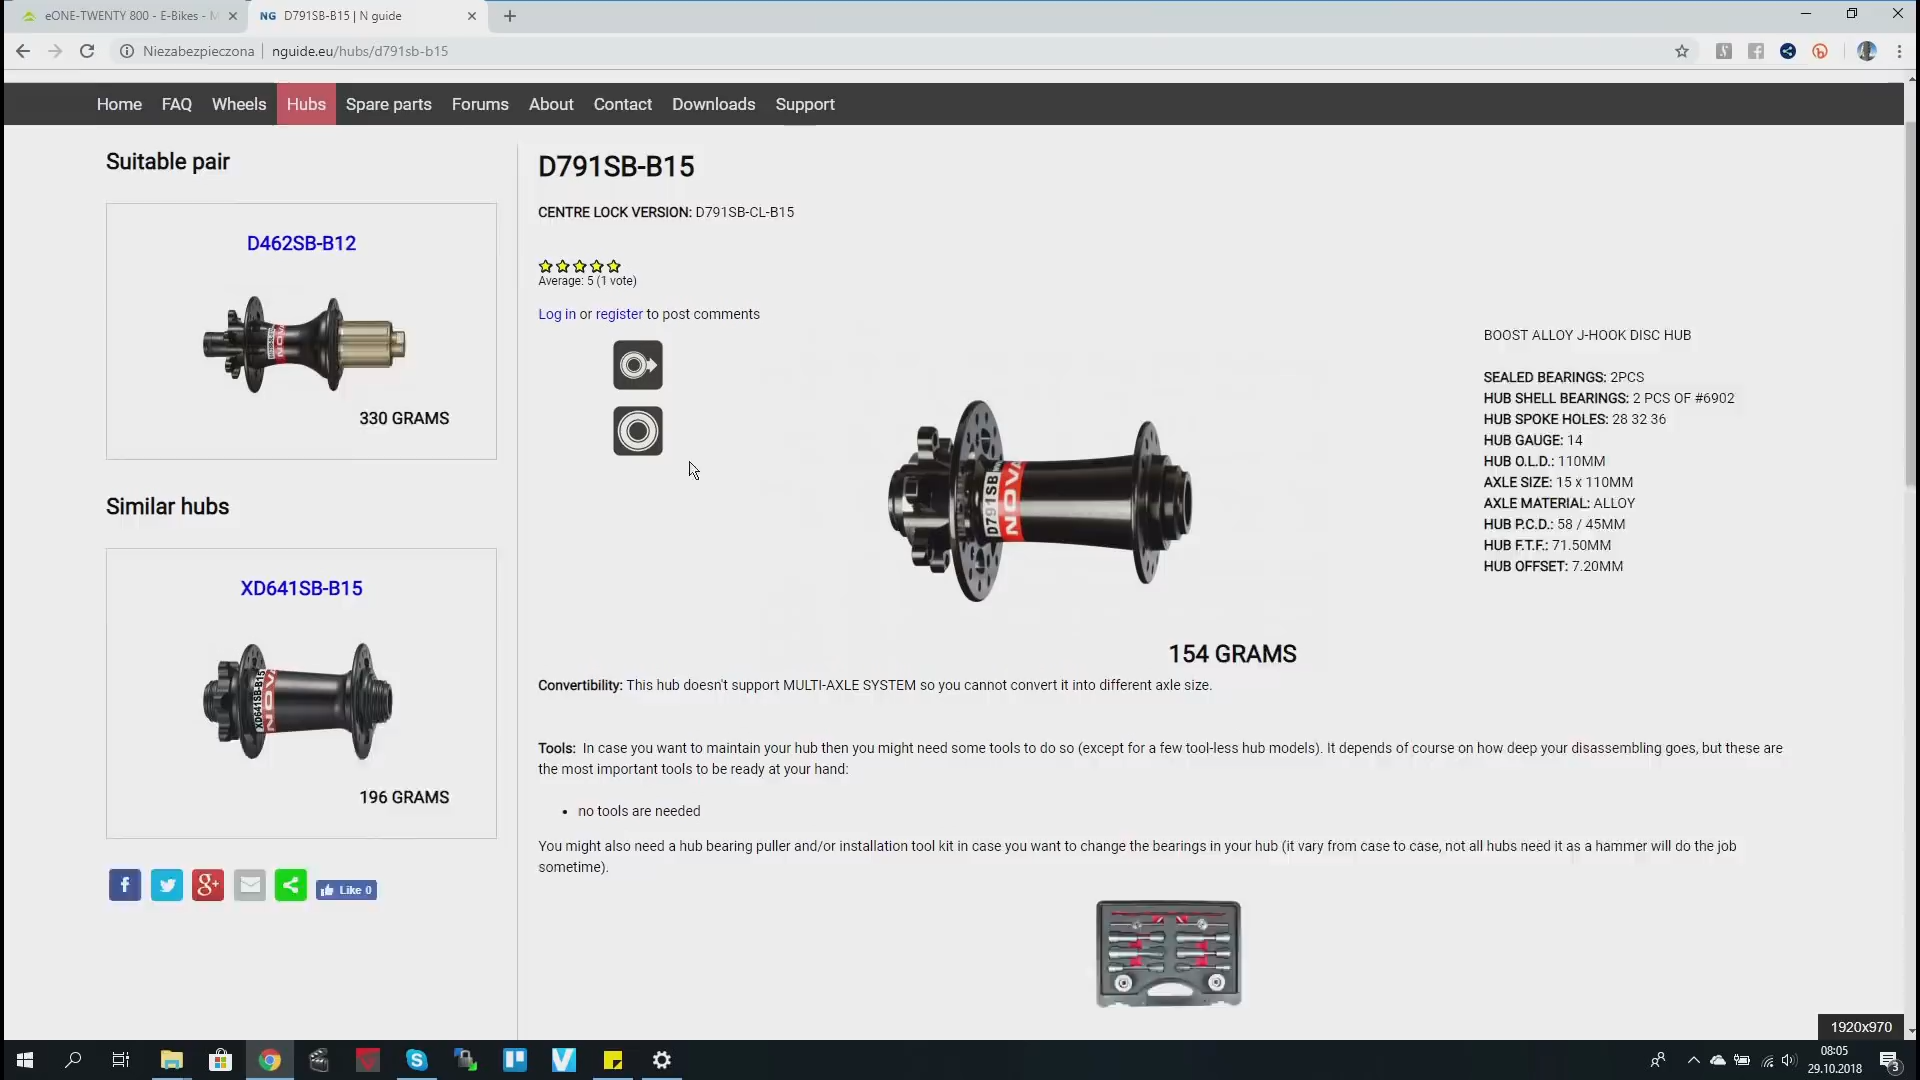 eONE-TWENTY 800 - E-Bikes - M
NG D791SB-B15 | N guide
Niezabezpieczona | nguide.eu/hubs/d791sb-b15
Home FAQ Wheels Hubs Spare parts Forums About Contact Downloads Support
Suitable pair
D462SB-B12
NOVA
330 GRAMS
Similar hubs
XD641SB-B15
XD641SB-B15 NOVA
196 GRAMS
f g+ Like 0
D791SB-B15
CENTRE LOCK VERSION: D791SB-CL-B15
Average: 5 (1 vote)
Log in or register to post comments
D791SB NOVA
154 GRAMS
BOOST ALLOY J-HOOK DISC HUB
SEALED BEARINGS: 2PCS
HUB SHELL BEARINGS: 2 PCS OF #6902
HUB SPOKE HOLES: 28 32 36
HUB GAUGE: 14
HUB O.L.D.: 110MM
AXLE SIZE: 15 x 110MM
AXLE MATERIAL: ALLOY
HUB P.C.D.: 58 / 45MM
HUB F.T.F.: 71.50MM
HUB OFFSET: 7.20MM
Convertibility: This hub doesn't support MULTI-AXLE SYSTEM so you cannot convert it into different axle size.
Tools: In case you want to maintain your hub then you might need some tools to do so (except for a few tool-less hub models). It depends of course on how deep your disassembling goes, but these are
the most important tools to be ready at your hand:
• no tools are needed
You might also need a hub bearing puller and/or installation tool kit in case you want to change the bearings in your hub (it vary from case to case, not all hubs need it as a hammer will do the job
sometime).
1920x970
08:05
29.10.2018
3